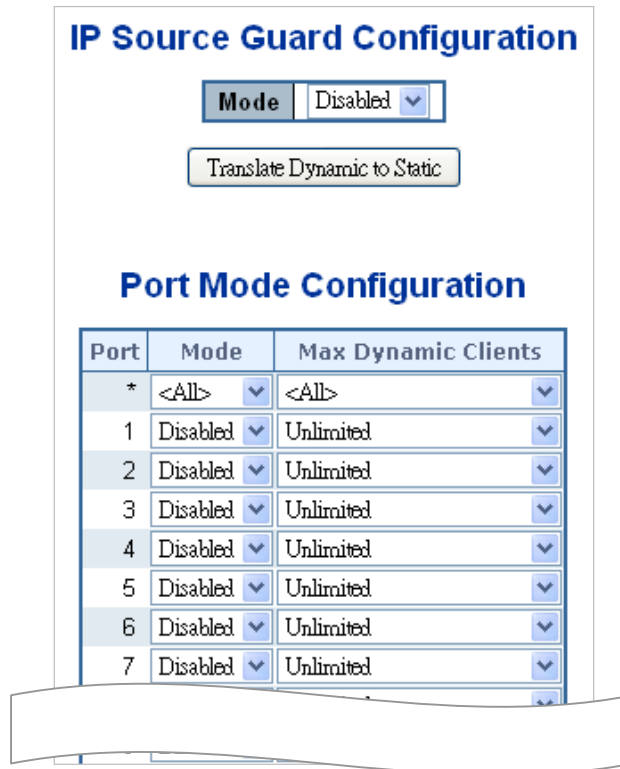 IP Source Guard Configuration
Mode Disabled
Translate Dynamic to Static
Port Mode Configuration
Port Mode Max Dynamic Clients
* <All> <All>
1 Disabled Unlimited
2 Disabled Unlimited
3 Disabled Unlimited
4 Disabled Unlimited
5 Disabled Unlimited
6 Disabled Unlimited
7 Disabled Unlimited